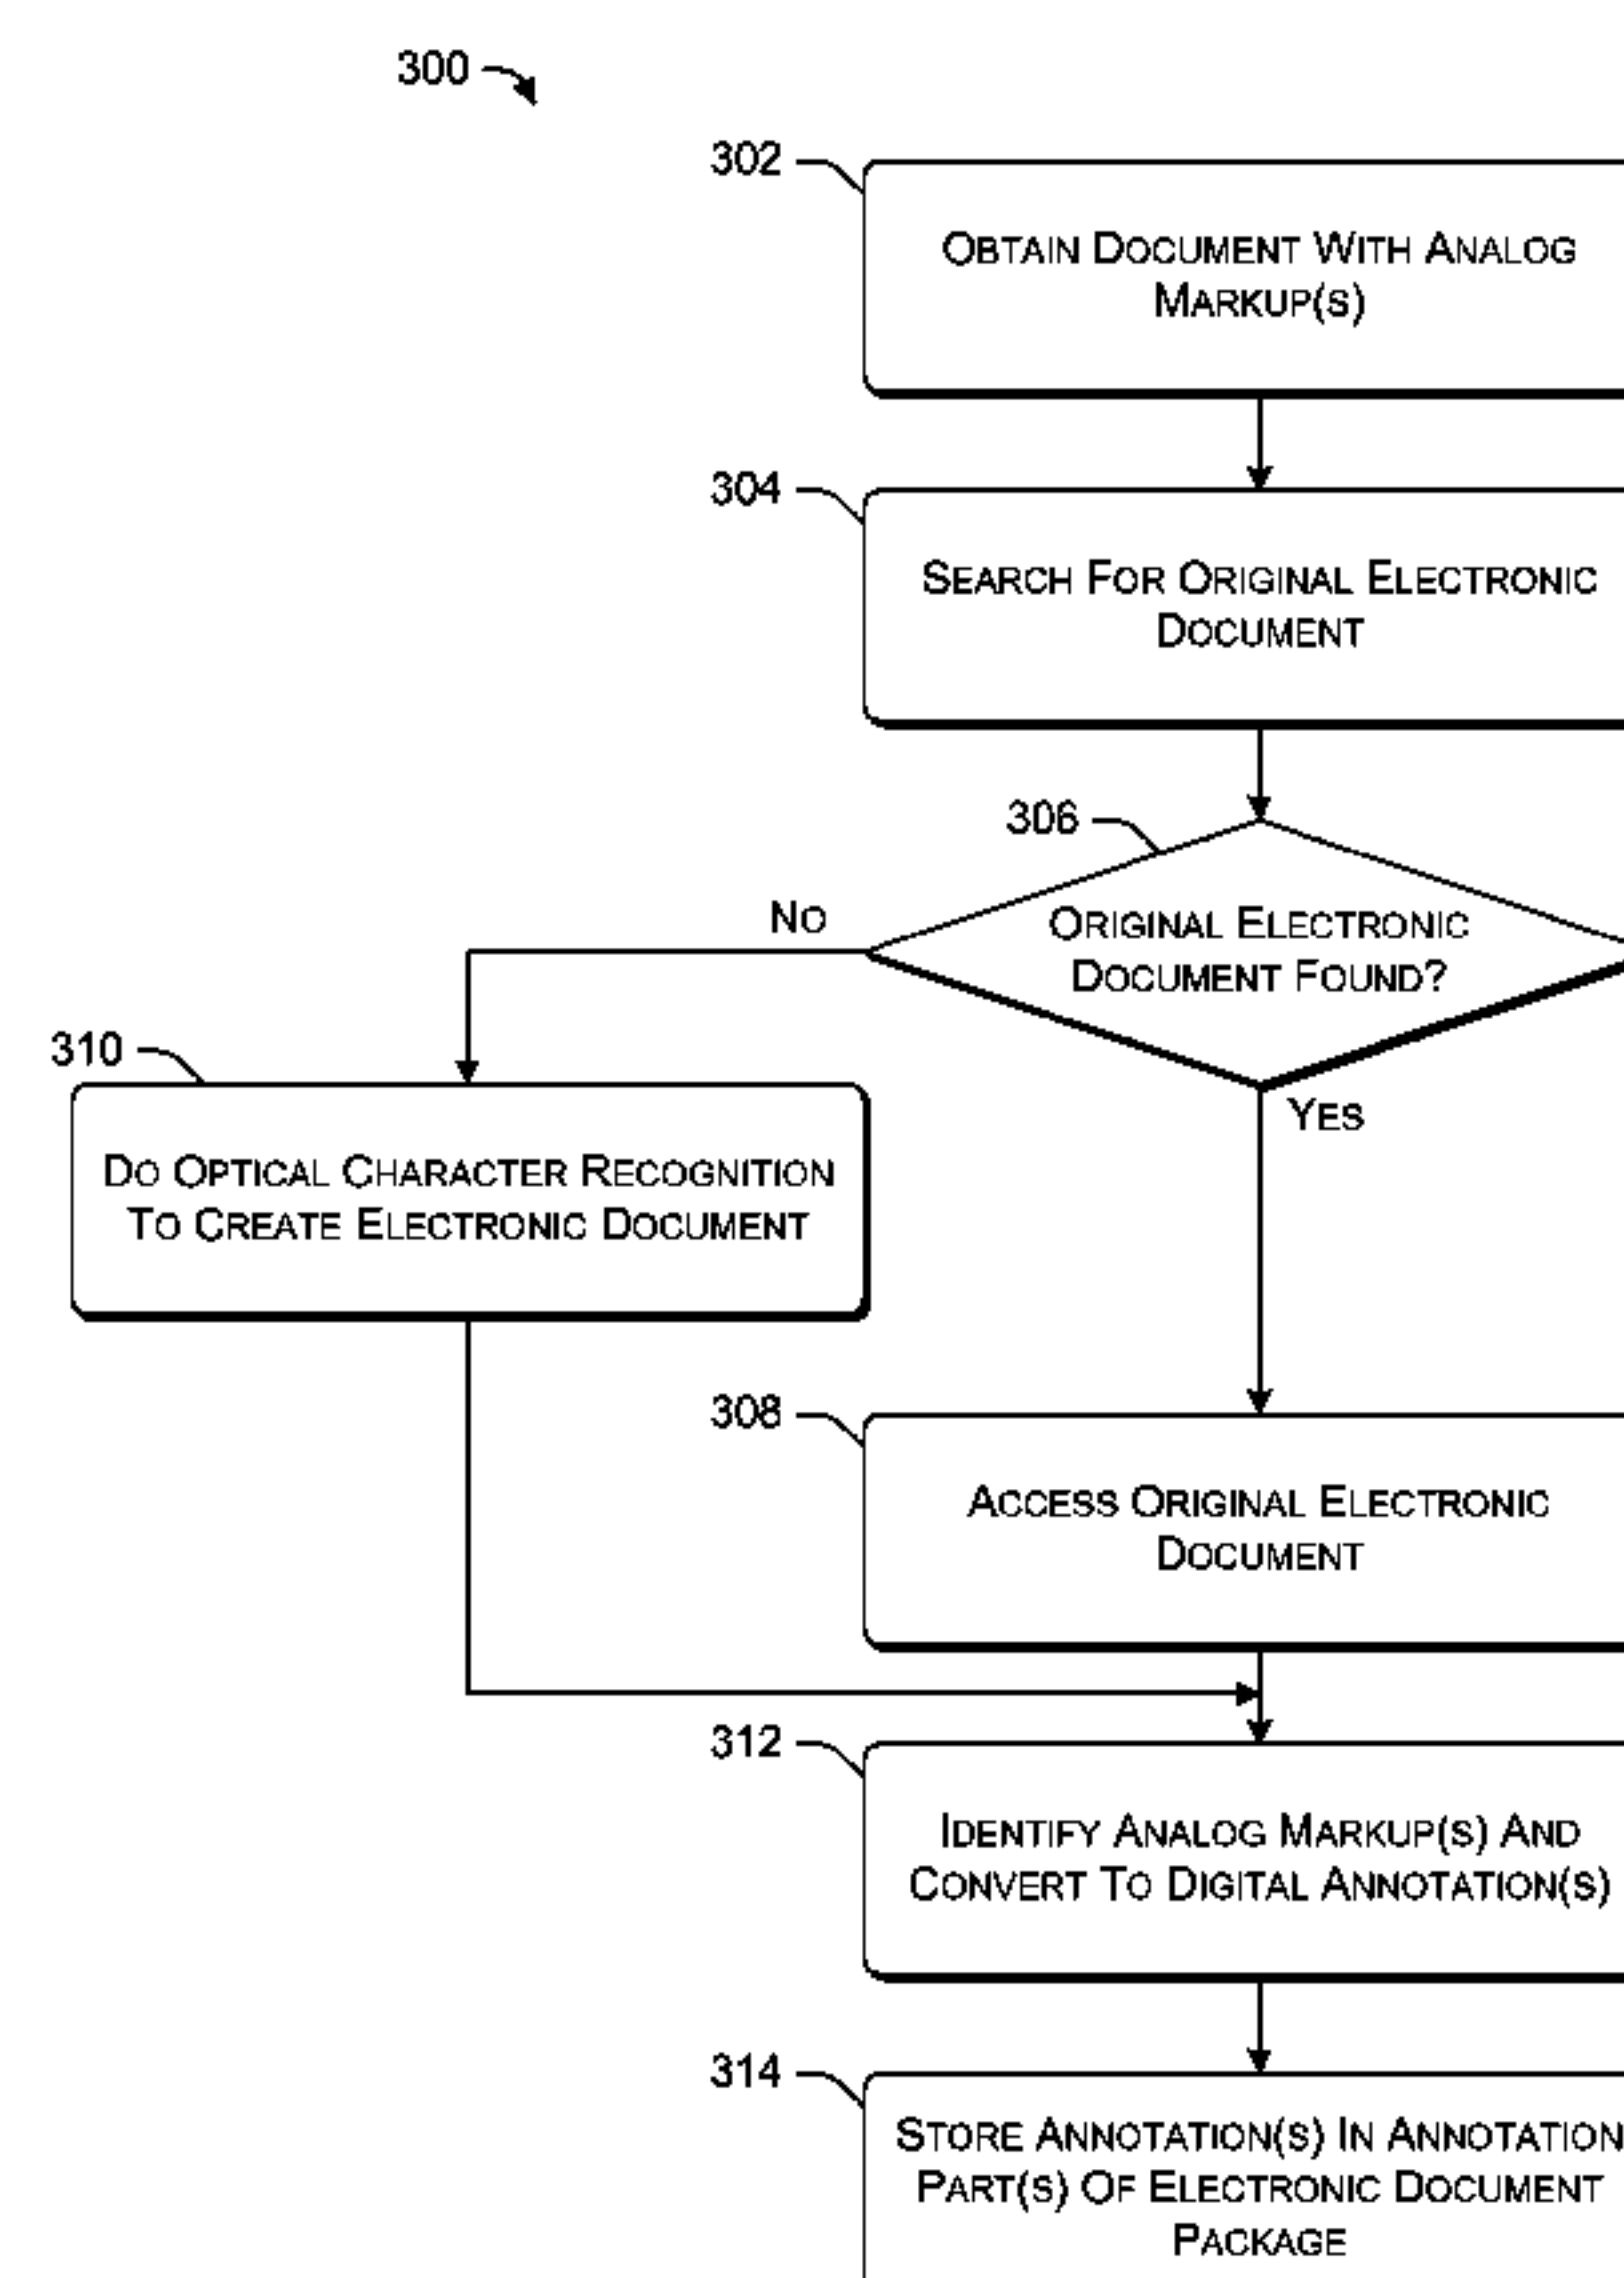 300
302
OBTAIN DOCUMENT WITH ANALOG
MARKUP(S)
304
SEARCH FOR ORIGINAL ELECTRONIC
DOCUMENT
306
NO
ORIGINAL ELECTRONIC
DOCUMENT FOUND?
YES
310
DO OPTICAL CHARACTER RECOGNITION
TO CREATE ELECTRONIC DOCUMENT
308
ACCESS ORIGINAL ELECTRONIC
DOCUMENT
312
IDENTIFY ANALOG MARKUP(S) AND
CONVERT TO DIGITAL ANNOTATION(S)
314
STORE ANNOTATION(S) IN ANNOTATION
PART(S) OF ELECTRONIC DOCUMENT
PACKAGE